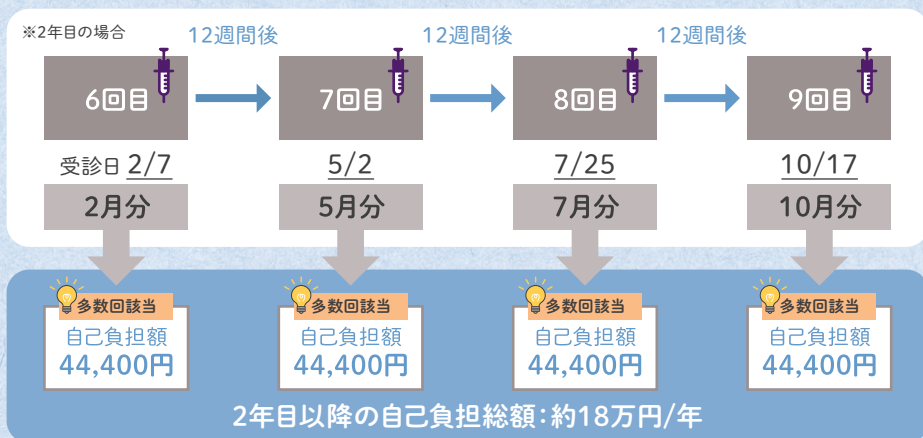 ※2年目の場合
12週間後 12週間後 12週間後
6回目 7回目 8回目 9回目
受診日 2/7 5/2 7/25 10/17
2月分 5月分 7月分 10月分
多数回該当 多数回該当 多数回該当 多数回該当
自己負担額 自己負担額 自己負担額 自己負担額
44,400円 44,400円 44,400円 44,400円
2年目以降の自己負担総額:約18万円/年